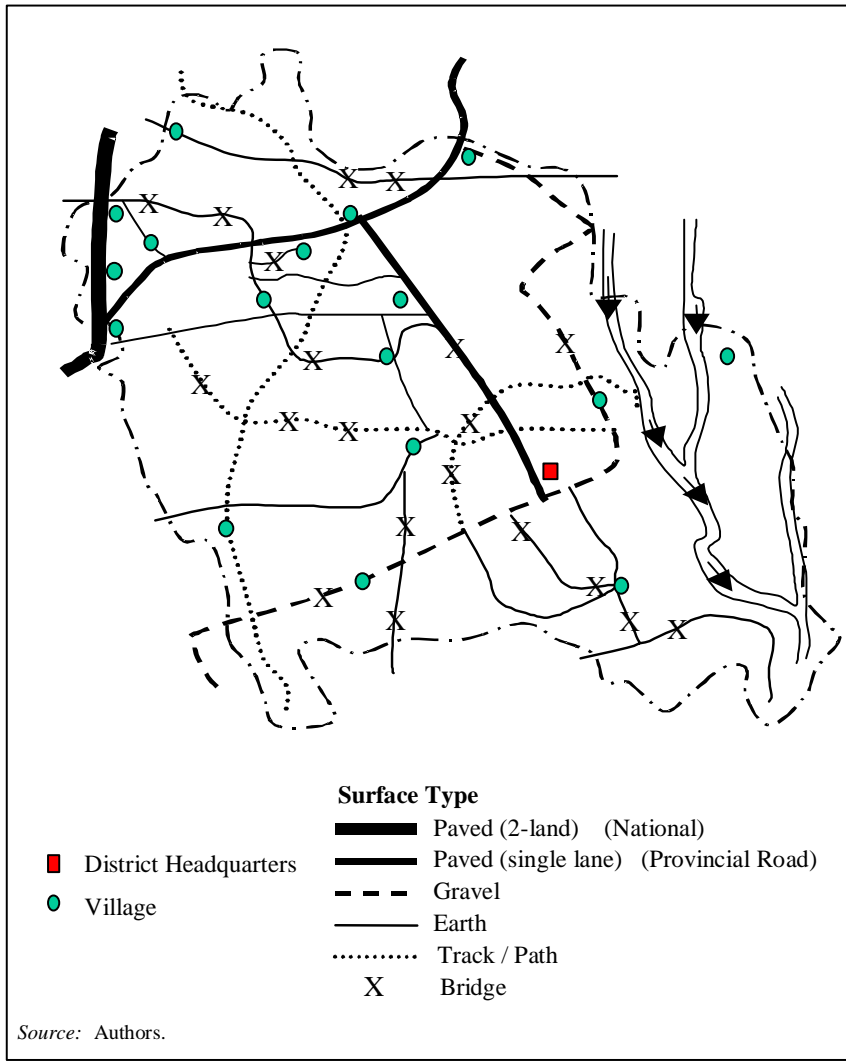 Surface Type
Paved (2-land) (National)
District Headquarters
Paved (single lane) (Provincial Road)
Gravel
Village
Earth
Track / Path
X Bridge
Source: Authors.